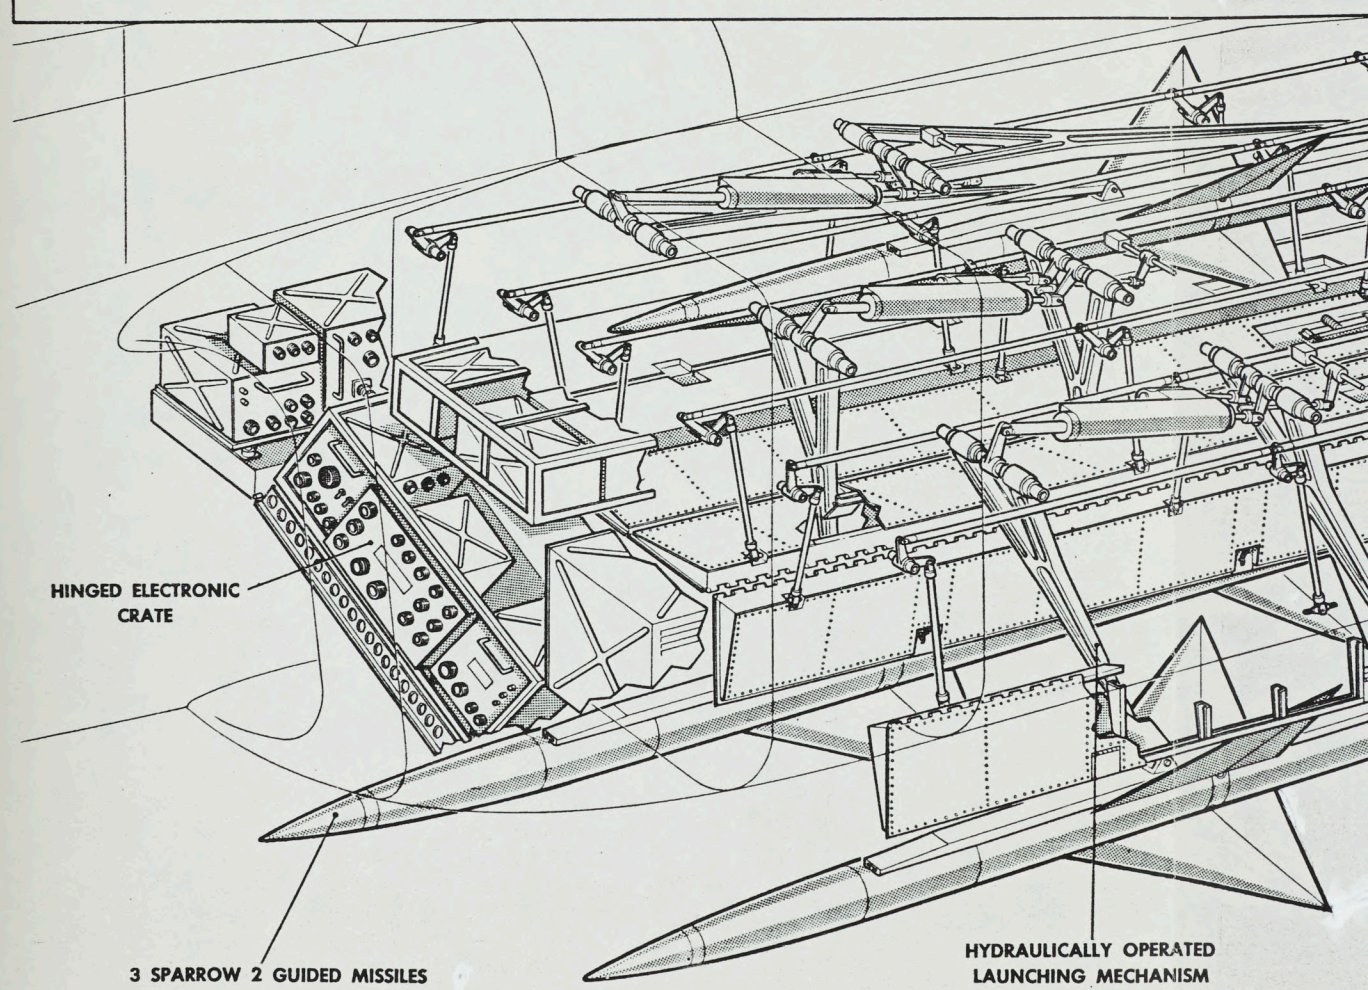 HINGED ELECTRONIC
CRATE
3 SPARROW 2 GUIDED MISSILES
HYDRAULICALLY OPERATED
LAUNCHING MECHANISM